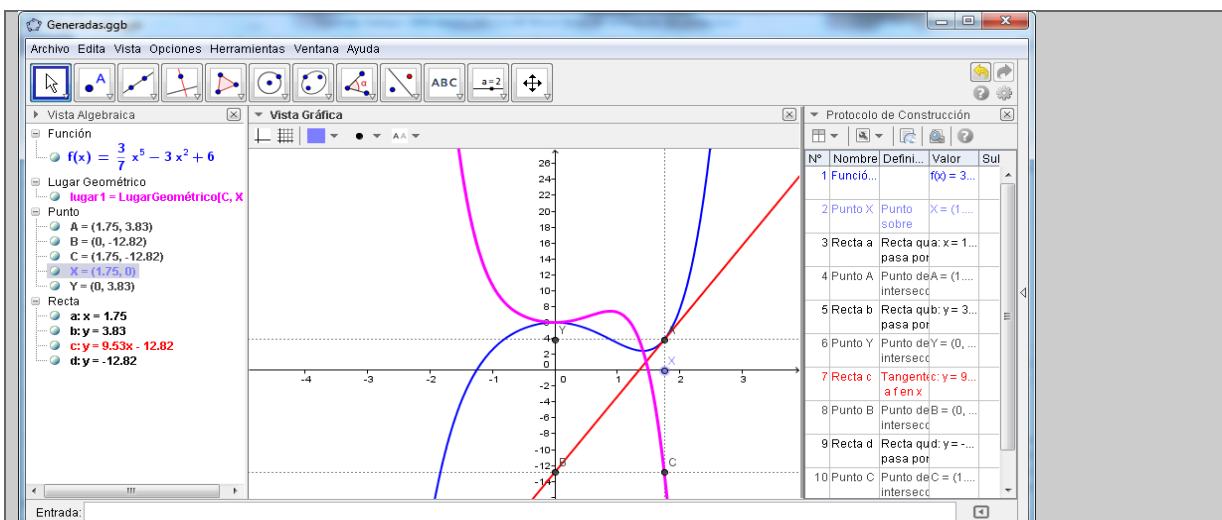 Generadas.ggb
Archivo Edita Vista Opciones Herramientas Ventana Ayuda
A
α
ABC
a=2
Vista Algebraica
Función
f(x) = 3/7 x⁵ − 3 x² + 6
Lugar Geométrico
lugar1 = LugarGeométrico[C, X
Punto
A = (1.75, 3.83)
B = (0, -12.82)
C = (1.75, -12.82)
X = (1.75, 0)
Y = (0, 3.83)
Recta
a: x = 1.75
b: y = 3.83
c: y = 9.53x - 12.82
d: y = -12.82
Vista Gráfica
AA
26
24
22
20
18
16
14
12
10
8
6
4
2
0
-2
-4
-6
-8
-10
-12
-14
-4 -3 -2 -1 0 1 2 3
Y
A
X
B
C
Protocolo de Construcción
Nº Nombre Defini... Valor Sul
1 Funció... f(x) = 3...
2 Punto X Punto X = (1....
sobre
3 Recta a Recta qu a: x = 1...
pasa por
4 Punto A Punto de A = (1....
intersecc
5 Recta b Recta qu b: y = 3...
pasa por
6 Punto Y Punto de Y = (0, ...
intersecc
7 Recta c Tangente c: y = 9...
a f en x
8 Punto B Punto de B = (0, ...
intersecc
9 Recta d Recta qu d: y = -...
pasa por
10 Punto C Punto de C = (1....
intersecc
Entrada: